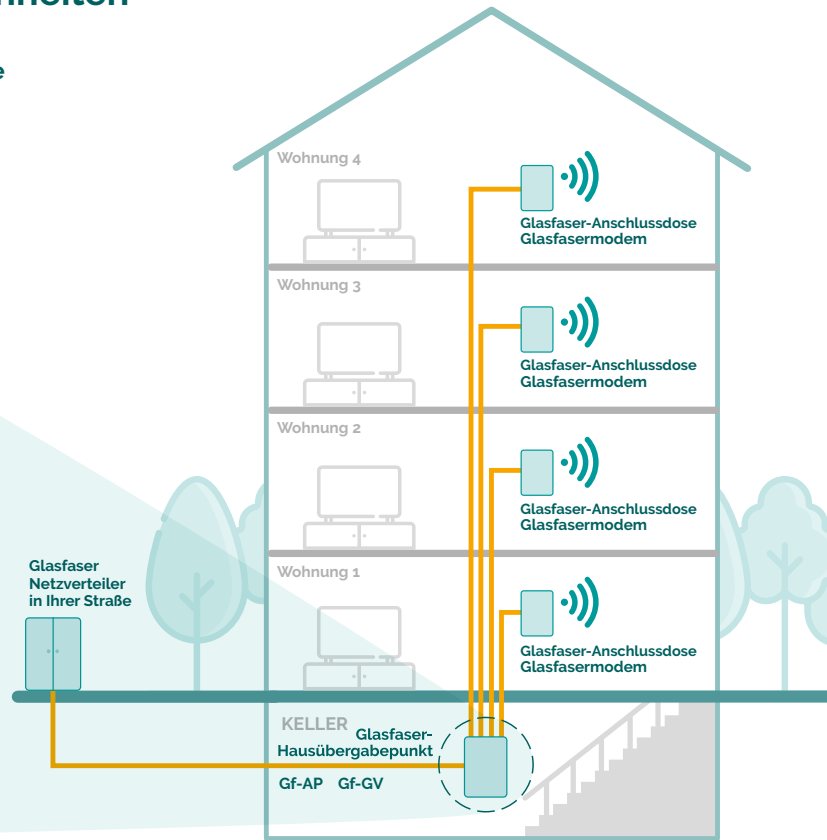 Wohnung 4
Glasfaser-Anschlussdose
Glasfasermodem
Wohnung 3
Glasfaser-Anschlussdose
Glasfasermodem
Wohnung 2
Glasfaser-Anschlussdose
Glasfasermodem
Wohnung 1
Glasfaser-Anschlussdose
Glasfasermodem
Glasfaser
Netzverteiler
in Ihrer Straße
KELLER
Glasfaser-
Hausübergabepunkt
Gf-AP Gf-GV